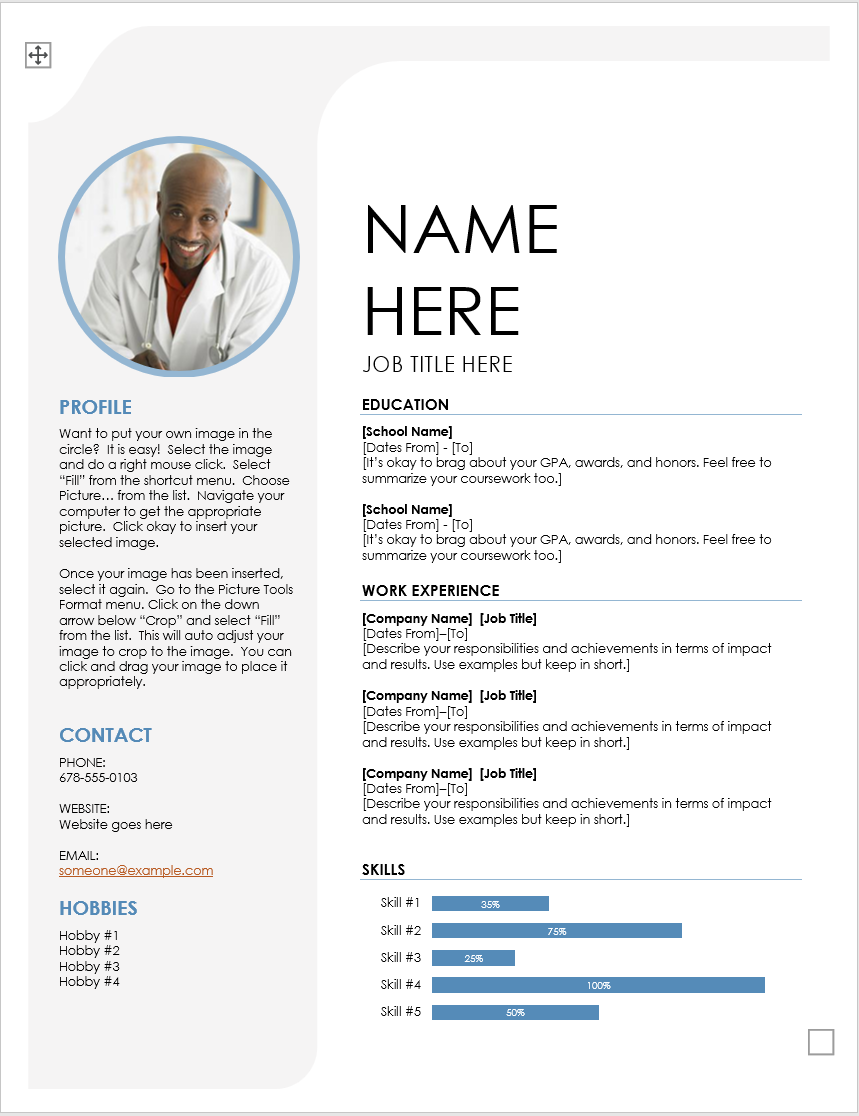 NAME
HERE
JOB TITLE HERE
PROFILE
Want to put your own image in the
circle?  It is easy!  Select the image
and do a right mouse click.  Select
“Fill” from the shortcut menu.  Choose
Picture… from the list.  Navigate your
computer to get the appropriate
picture.  Click okay to insert your
selected image.
Once your image has been inserted,
select it again.  Go to the Picture Tools
Format menu. Click on the down
arrow below “Crop” and select “Fill”
from the list.  This will auto adjust your
image to crop to the image.  You can
click and drag your image to place it
appropriately.
CONTACT
PHONE:
678-555-0103
WEBSITE:
Website goes here
EMAIL:
someone@example.com
HOBBIES
Hobby #1
Hobby #2
Hobby #3
Hobby #4
EDUCATION
[School Name]
[Dates From] - [To]
[It’s okay to brag about your GPA, awards, and honors. Feel free to
summarize your coursework too.]
[School Name]
[Dates From] - [To]
[It’s okay to brag about your GPA, awards, and honors. Feel free to
summarize your coursework too.]
WORK EXPERIENCE
[Company Name]  [Job Title]
[Dates From]–[To]
[Describe your responsibilities and achievements in terms of impact
and results. Use examples but keep in short.]
[Company Name]  [Job Title]
[Dates From]–[To]
[Describe your responsibilities and achievements in terms of impact
and results. Use examples but keep in short.]
[Company Name]  [Job Title]
[Dates From]–[To]
[Describe your responsibilities and achievements in terms of impact
and results. Use examples but keep in short.]
SKILLS
Skill #1 35%
Skill #2 75%
Skill #3 25%
Skill #4 100%
Skill #5 50%